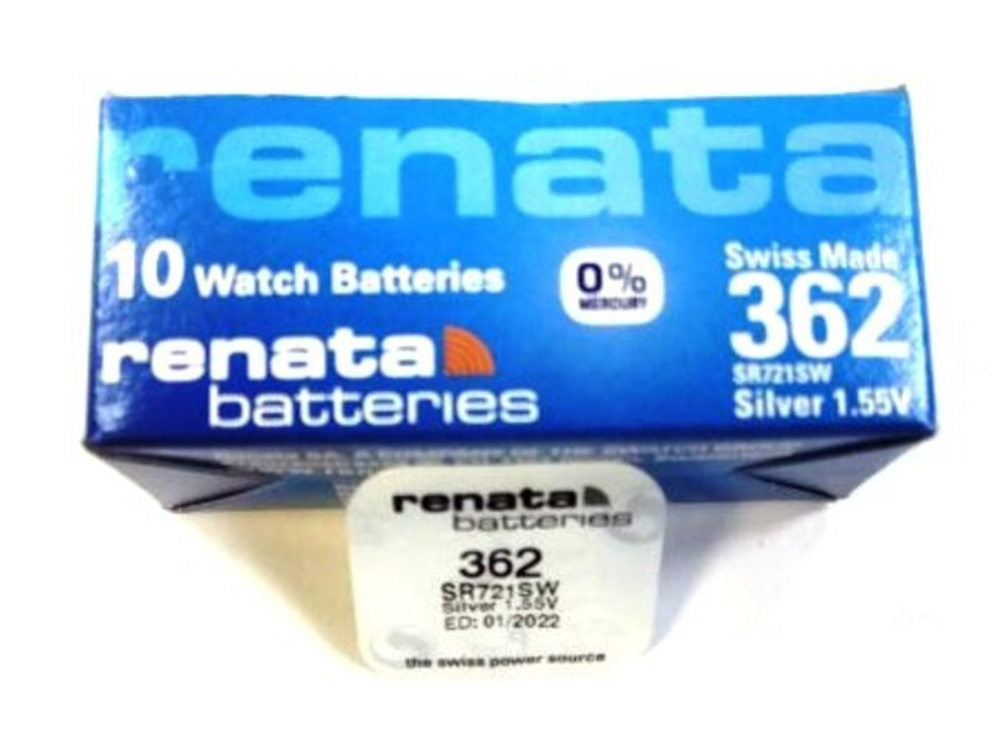 renata
10 Watch Batteries
0%
MERCURY
Swiss Made
362
SR721SW
Silver 1.55V
renata
batteries
renata
batteries
362
SR721SW
Silver 1.55V
ED: 01/2022
the swiss power source